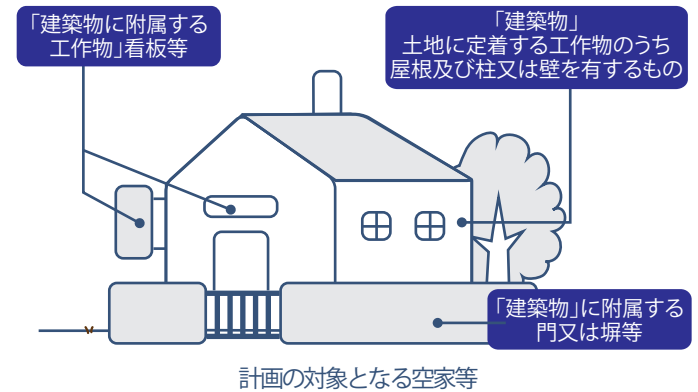 「建築物に附属する
工作物」看板等
「建築物」
土地に定着する工作物のうち
屋根及び柱又は壁を有するもの
「建築物」に附属する
門又は塀等
計画の対象となる空家等